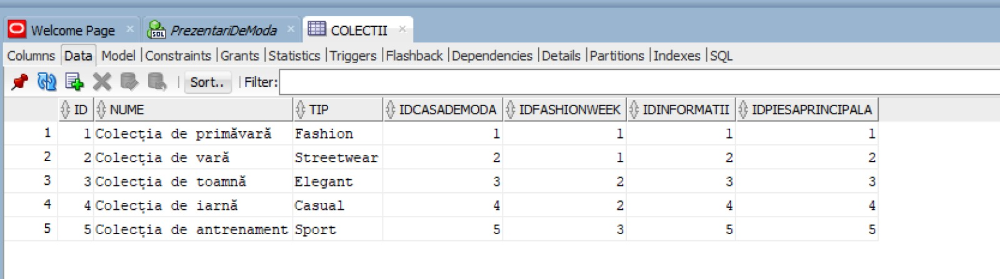 Welcome Page PrezentariDeModa COLECTII
Columns Data Model Constraints Grants Statistics Triggers Flashback Dependencies Details Partitions Indexes SQL
Sort.. Filter:
ID NUME TIP IDCASADEMODA IDFASHIONWEEK IDINFORMATII IDPIESAPRINCIPALA
1 1 Colecția de primăvară Fashion 1 1 1 1
2 2 Colecția de vară Streetwear 2 1 2 2
3 3 Colecția de toamnă Elegant 3 2 3 3
4 4 Colecția de iarnă Casual 4 2 4 4
5 5 Colecția de antrenament Sport 5 3 5 5